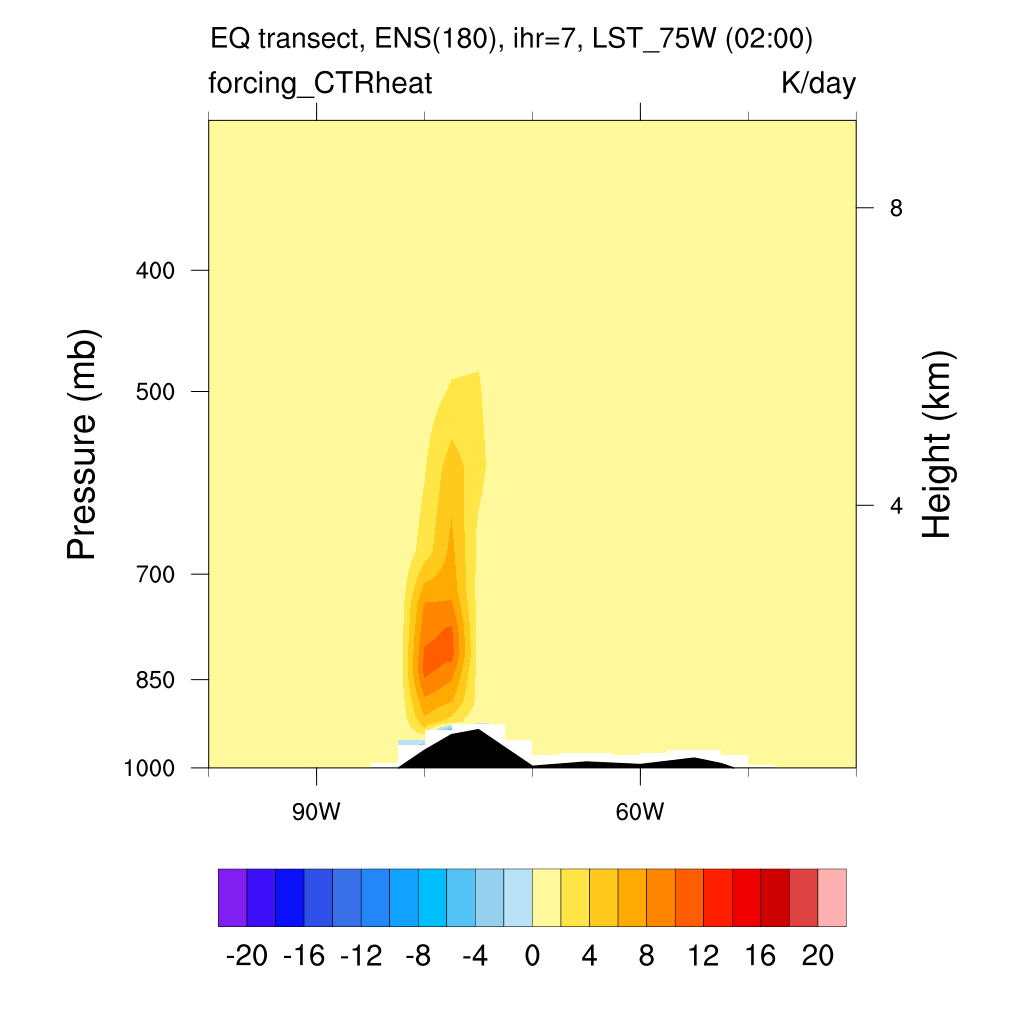 EQ transect, ENS(180), ihr=7, LST_75W (02:00)
forcing_CTRheat K/day
8
400
500
4
700
850
1000
Pressure (mb)
Height (km)
90W 60W
-20 -16 -12 -8 -4 0 4 8 12 16 20